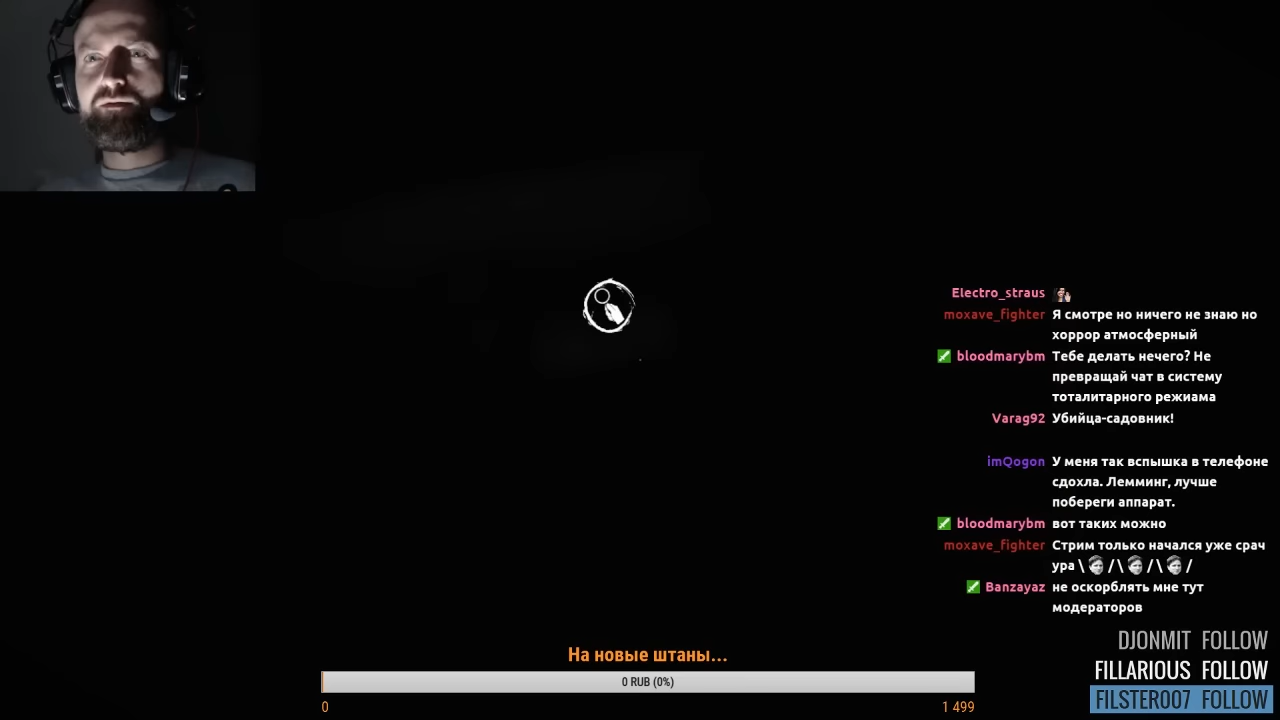 Electro_straus
moxave_fighter Я смотре но ничего не знаю но
хоррор атмосферный
bloodmarybm Тебе делать нечего? Не
превращай чат в систему
тоталитарного режиама
Varag92 Убийца-садовник!
imQogon У меня так вспышка в телефоне
сдохла. Лемминг, лучше
побереги аппарат.
bloodmarybm вот таких можно
moxave_fighter Стрим только начался уже срач
ура \ / \ / \ /
Banzayaz не оскорблять мне тут
модераторов
DJONMIT FOLLOW
FILLARIOUS FOLLOW
FILSTER007 FOLLOW
На новые штаны...
0 RUB (0%)
0 1 499